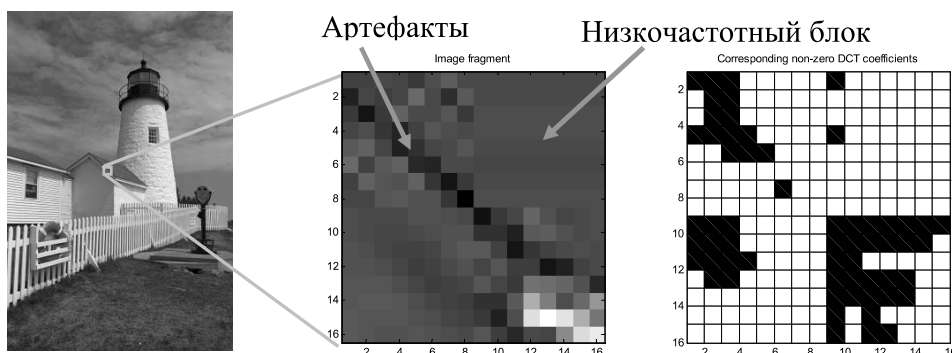 Артефакты
Низкочастотный блок
Image fragment
Corresponding non-zero DCT coefficients
2
4
6
8
10
12
14
16
2 4 6 8 10 12 14 16
2
4
6
8
10
12
14
16
2 4 6 8 10 12 14 16